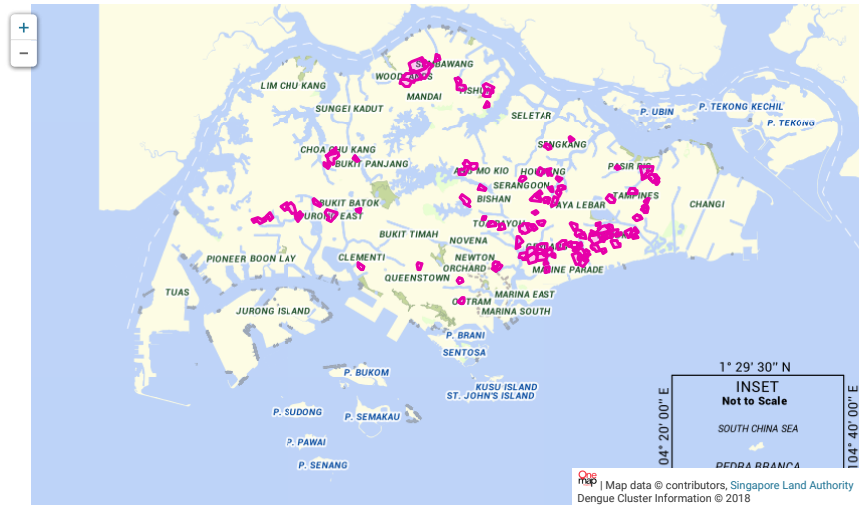 +
−
SEMBAWANG
WOODLANDS
LIM CHU KANG
MANDAI
SUNGEI KADUT
SELETAR
P. UBIN
P. TEKONG KECHIL
P. TEKONG
CHOA CHU KANG
SENGKANG
BUKIT PANJANG
ANG MO KIO
HOUGANG
PASIR RIS
SERANGOON
BUKIT BATOK
BISHAN
PAYA LEBAR
TAMPINES
CHANGI
JURONG EAST
TOA PAYOH
BUKIT TIMAH
NOVENA
PIONEER
BOON LAY
CLEMENTI
NEWTON
ORCHARD
MARINE PARADE
QUEENSTOWN
TUAS
MARINA EAST
OUTRAM
JURONG ISLAND
MARINA SOUTH
P. BRANI
SENTOSA
P. BUKOM
KUSU ISLAND
ST. JOHN'S ISLAND
P. SUDONG
P. SEMAKAU
P. PAWAI
P. SENANG
1° 29' 30" N
INSET
Not to Scale
04° 20' 00" E
104° 40' 00" E
SOUTH CHINA SEA
PEDRA BRANCA
One map | Map data © contributors, Singapore Land Authority
Dengue Cluster Information © 2018